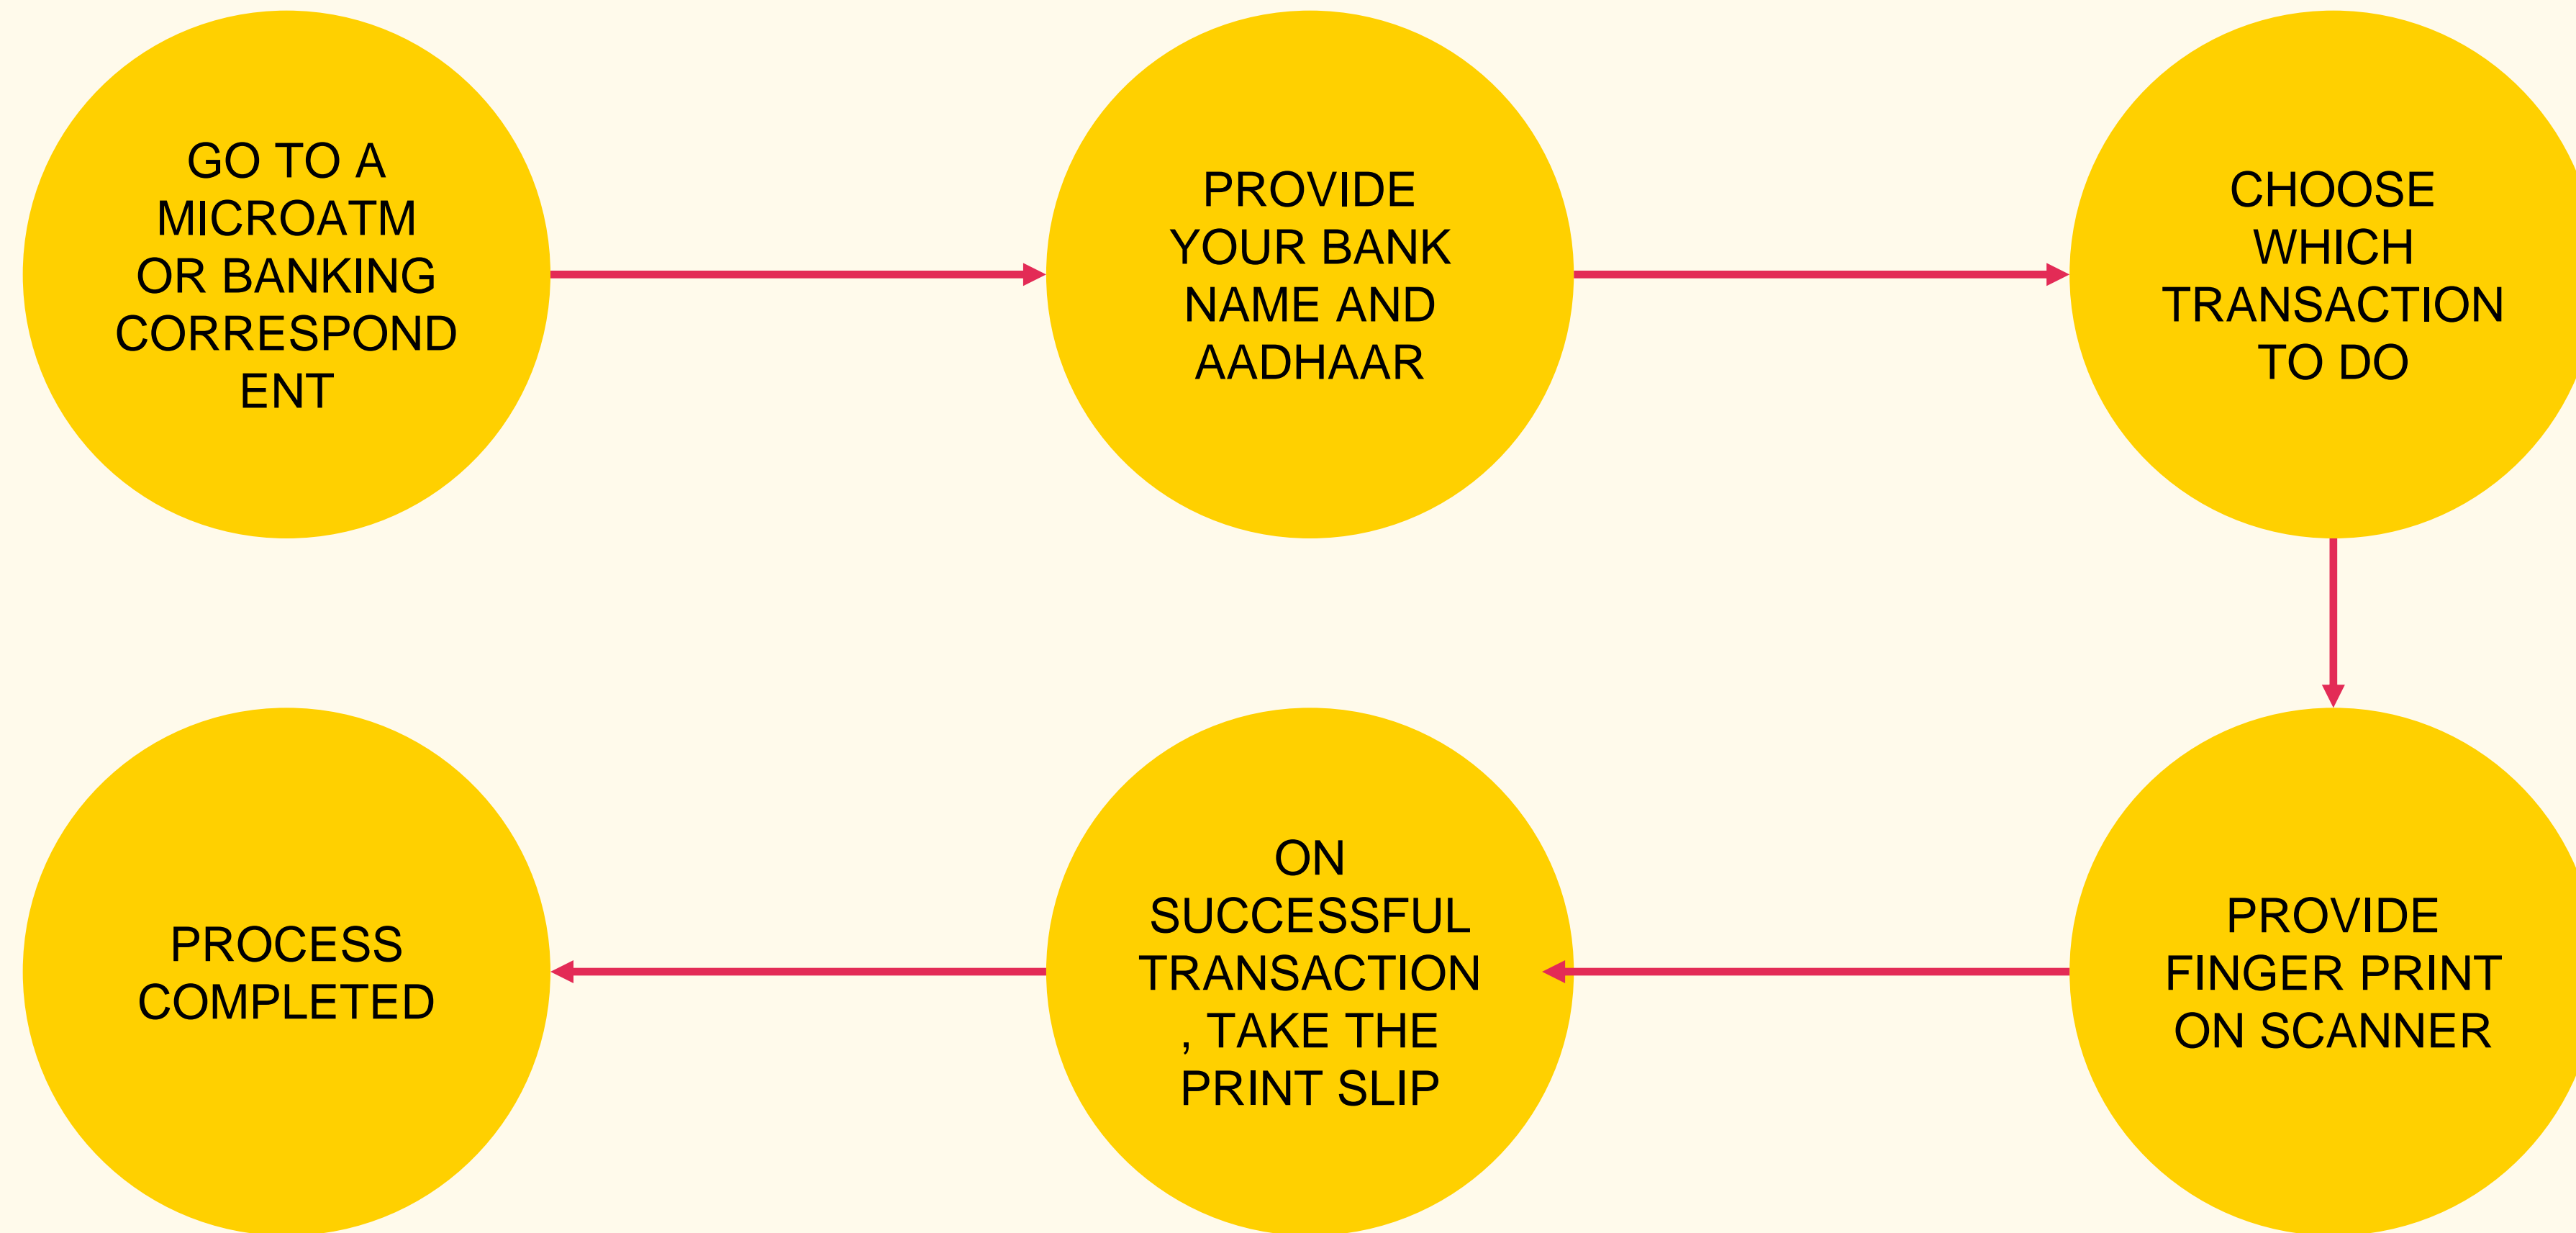 GO TO A
MICROATM
OR BANKING
CORRESPOND
ENT
PROVIDE
YOUR BANK
NAME AND
AADHAAR
CHOOSE
WHICH
TRANSACTION
TO DO
PROVIDE
FINGER PRINT
ON SCANNER
ON
SUCCESSFUL
TRANSACTION
, TAKE THE
PRINT SLIP
PROCESS
COMPLETED